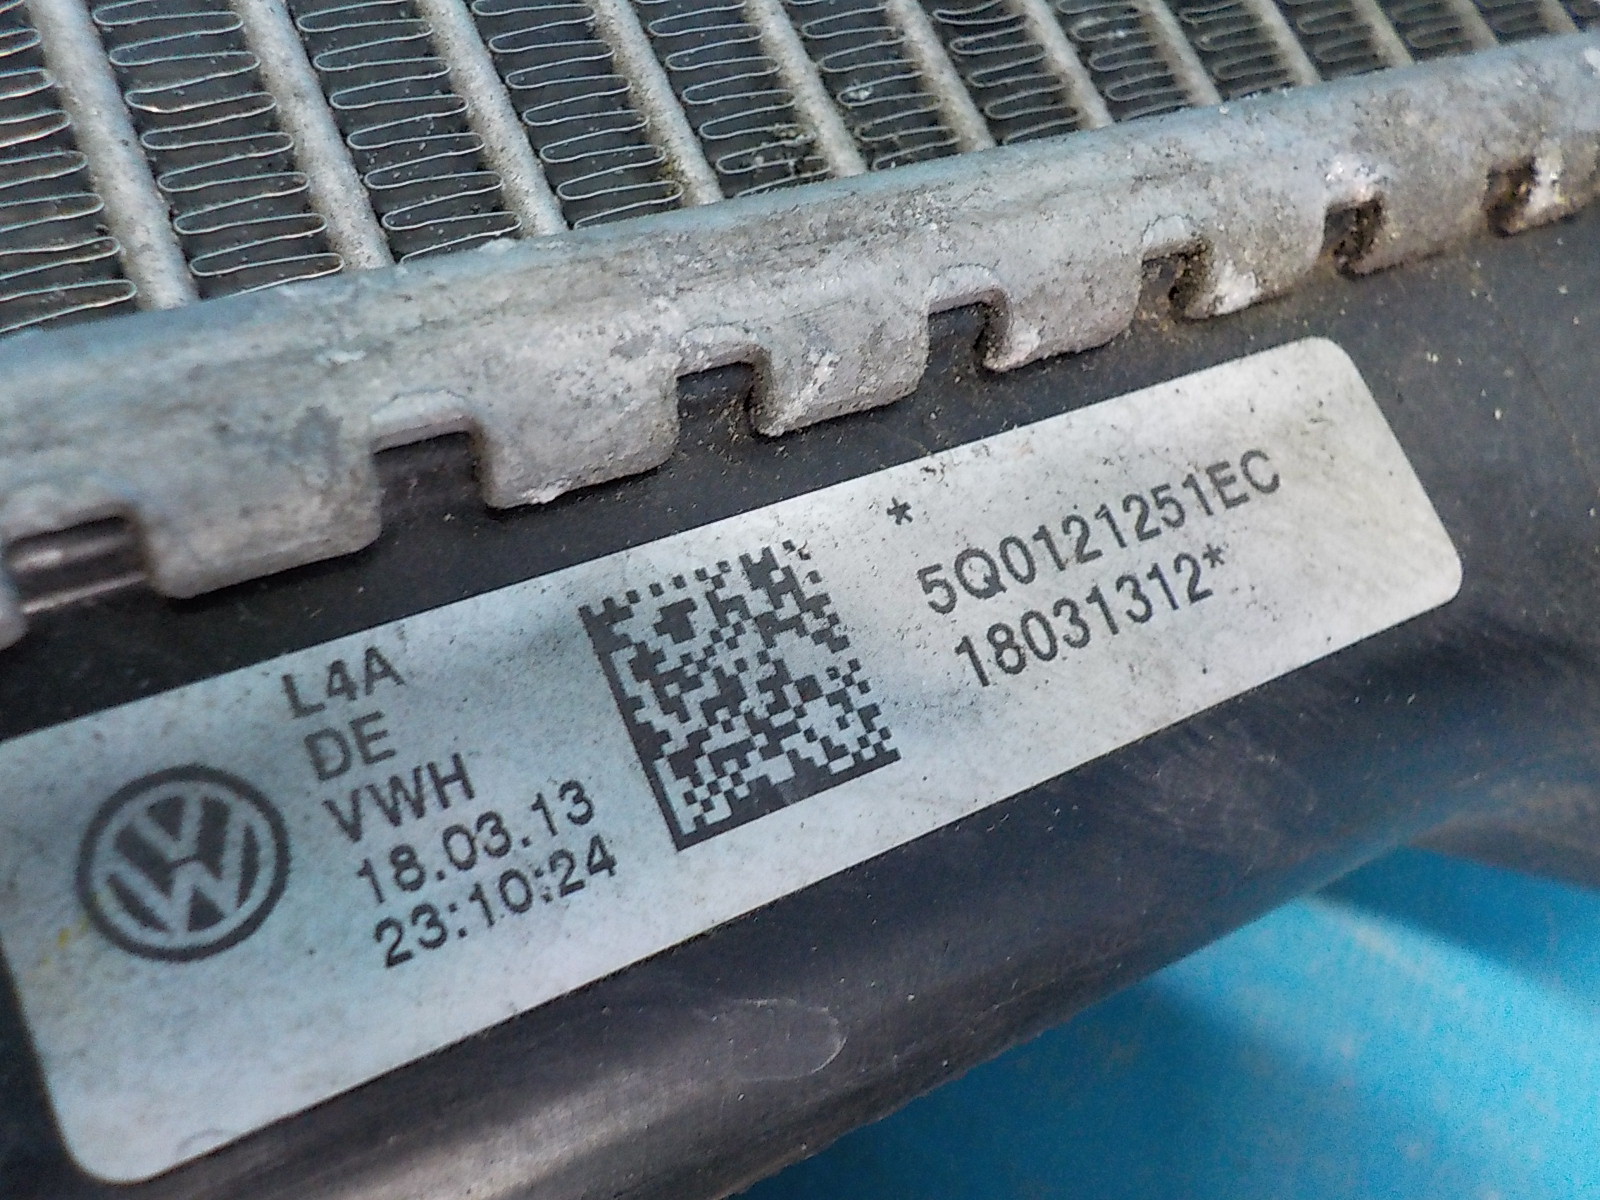 L4A
DE
VWH
18.03.13
23:10:24
*
5Q0121251EC
18031312*